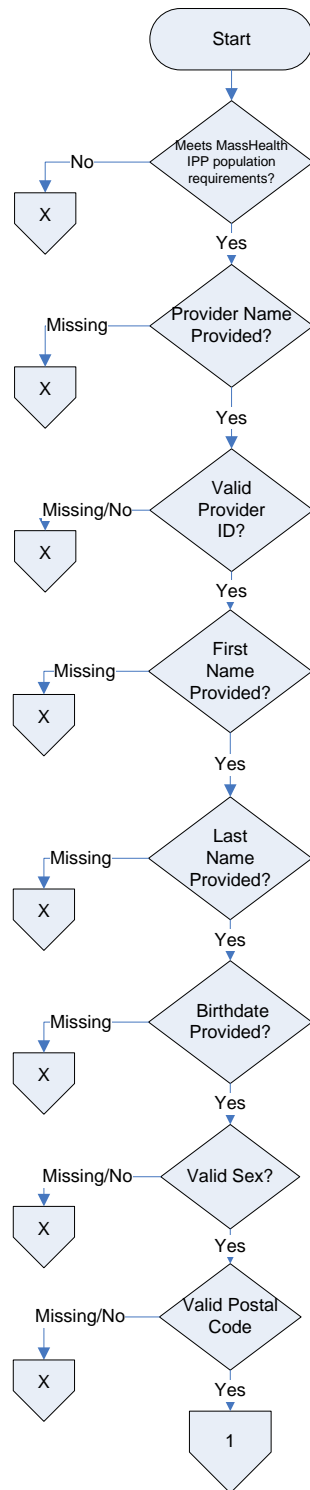 Start
Meets MassHealth
IPP population
requirements?
No
X
Yes
Provider Name
Provided?
Missing
X
Yes
Valid
Provider
ID?
Missing/No
X
Yes
First
Name
Provided?
Missing
X
Yes
Last
Name
Provided?
Missing
X
Yes
Birthdate
Provided?
Missing
X
Yes
Valid Sex?
Missing/No
X
Yes
Valid Postal
Code
Missing/No
X
Yes
1